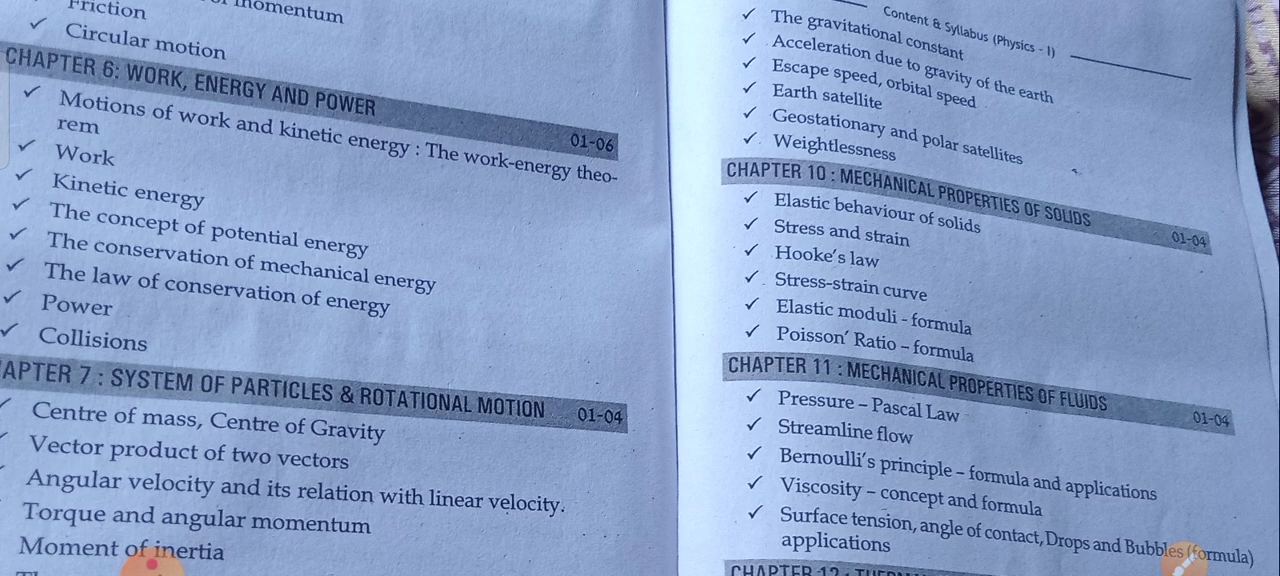 momentum
Friction
✓ Circular motion
CHAPTER 6: WORK, ENERGY AND POWER 01-06
✓ Motions of work and kinetic energy : The work-energy theo-
rem
✓ Work
✓ Kinetic energy
✓ The concept of potential energy
✓ The conservation of mechanical energy
✓ The law of conservation of energy
✓ Power
✓ Collisions
APTER 7 : SYSTEM OF PARTICLES & ROTATIONAL MOTION 01-04
Centre of mass, Centre of Gravity
Vector product of two vectors
Angular velocity and its relation with linear velocity.
Torque and angular momentum
Moment of inertia
Content & Syllabus (Physics - I)
✓ The gravitational constant
✓ Acceleration due to gravity of the earth
✓ Escape speed, orbital speed
✓ Earth satellite
✓ Geostationary and polar satellites
✓ Weightlessness
CHAPTER 10 : MECHANICAL PROPERTIES OF SOLIDS 01-04
✓ Elastic behaviour of solids
✓ Stress and strain
✓ Hooke's law
✓ Stress-strain curve
✓ Elastic moduli - formula
✓ Poisson' Ratio – formula
CHAPTER 11 : MECHANICAL PROPERTIES OF FLUIDS 01-04
✓ Pressure – Pascal Law
✓ Streamline flow
✓ Bernoulli's principle – formula and applications
✓ Viscosity – concept and formula
✓ Surface tension, angle of contact, Drops and Bubbles (formula)
applications
CHAPTER 12 :